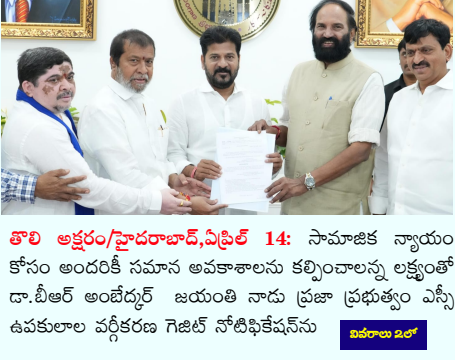 తొలి అక్షరం/హైదరాబాద్,ఏప్రిల్ 14: సామాజిక న్యాయం
కోసం అందరికీ సమాన అవకాశాలను కల్పించాలన్న లక్ష్యంతో
డా.బీఆర్ అంబేద్కర్ జయంతి నాడు ప్రజా ప్రభుత్వం ఎస్సీ
ఉపకులాల వర్గీకరణ గెజిట్ నోటిఫికేషన్‌ను
వివరాలు 2లో